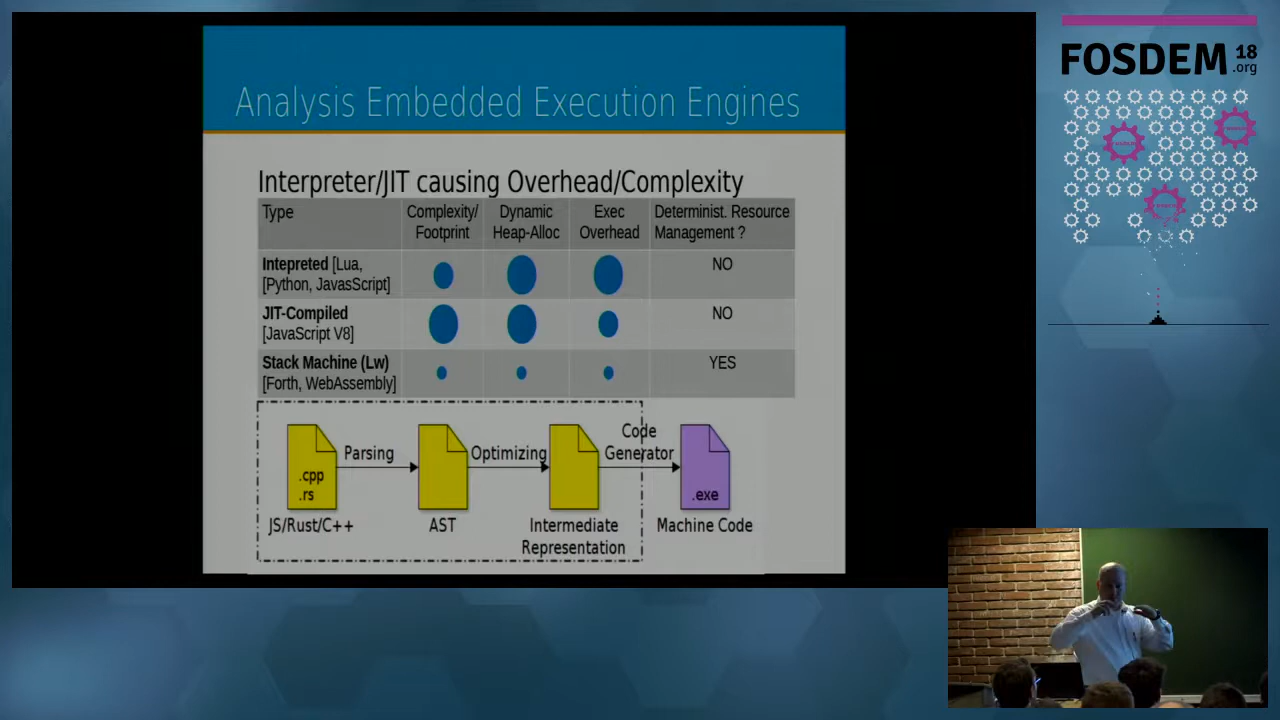 Analysis Embedded Execution Engines
Interpreter/JIT causing Overhead/Complexity
Type
Complexity/
Footprint
Dynamic
Heap-Alloc
Exec
Overhead
Determinist. Resource
Management ?
Intepreted [Lua,
[Python, JavasScript]
NO
JIT-Compiled
[JavaScript V8]
NO
Stack Machine (Lw)
[Forth, WebAssembly]
YES
Parsing
Optimizing
Code
Generator
.cpp
.rs
.exe
JS/Rust/C++
AST
Intermediate
Representation
Machine Code
FOSDEM 18
.org